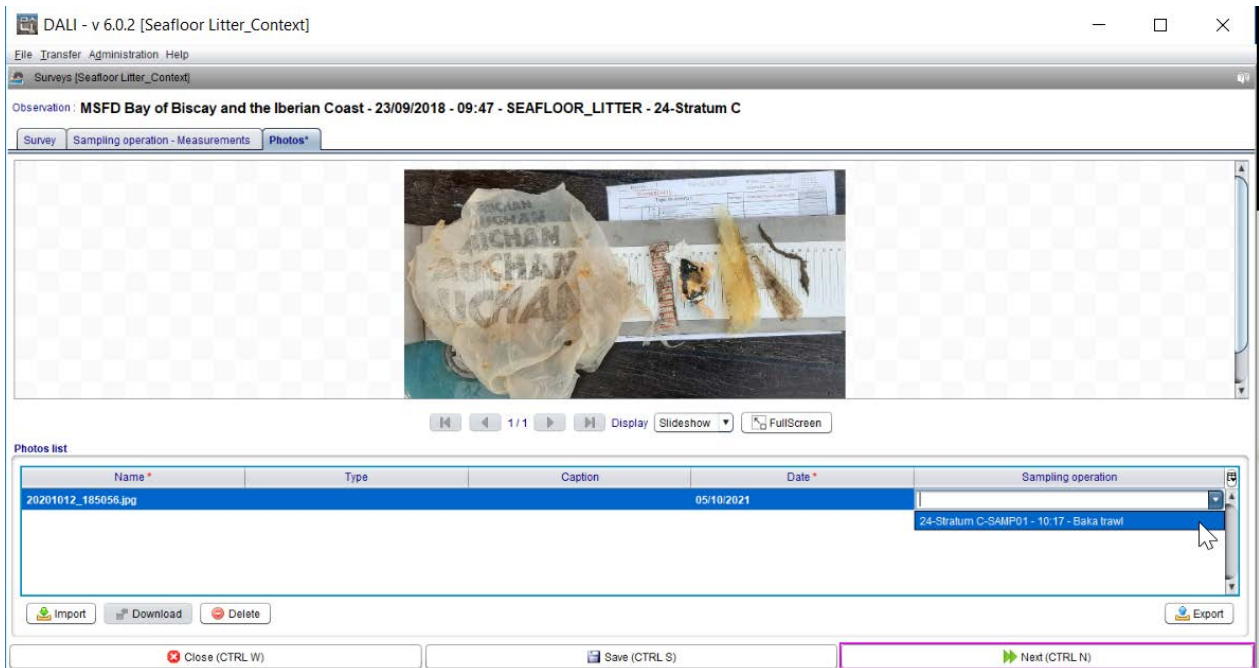 DALI - v 6.0.2 [Seafloor Litter_Context]
File Transfer Administration Help
Surveys [Seafloor Litter_Context]
Observation : MSFD Bay of Biscay and the Iberian Coast - 23/09/2018 - 09:47 - SEAFLOOR_LITTER - 24-Stratum C
Survey Sampling operation - Measurements Photos*
AUCHAN
AUCHAN
1 / 1 Display Slideshow FullScreen
Photos list
Name * Type Caption Date * Sampling operation
20201012_185056.jpg 05/10/2021
24-Stratum C-SAMP01 - 10:17 - Baka trawl
Import Download Delete Export
Close (CTRL W) Save (CTRL S) Next (CTRL N)